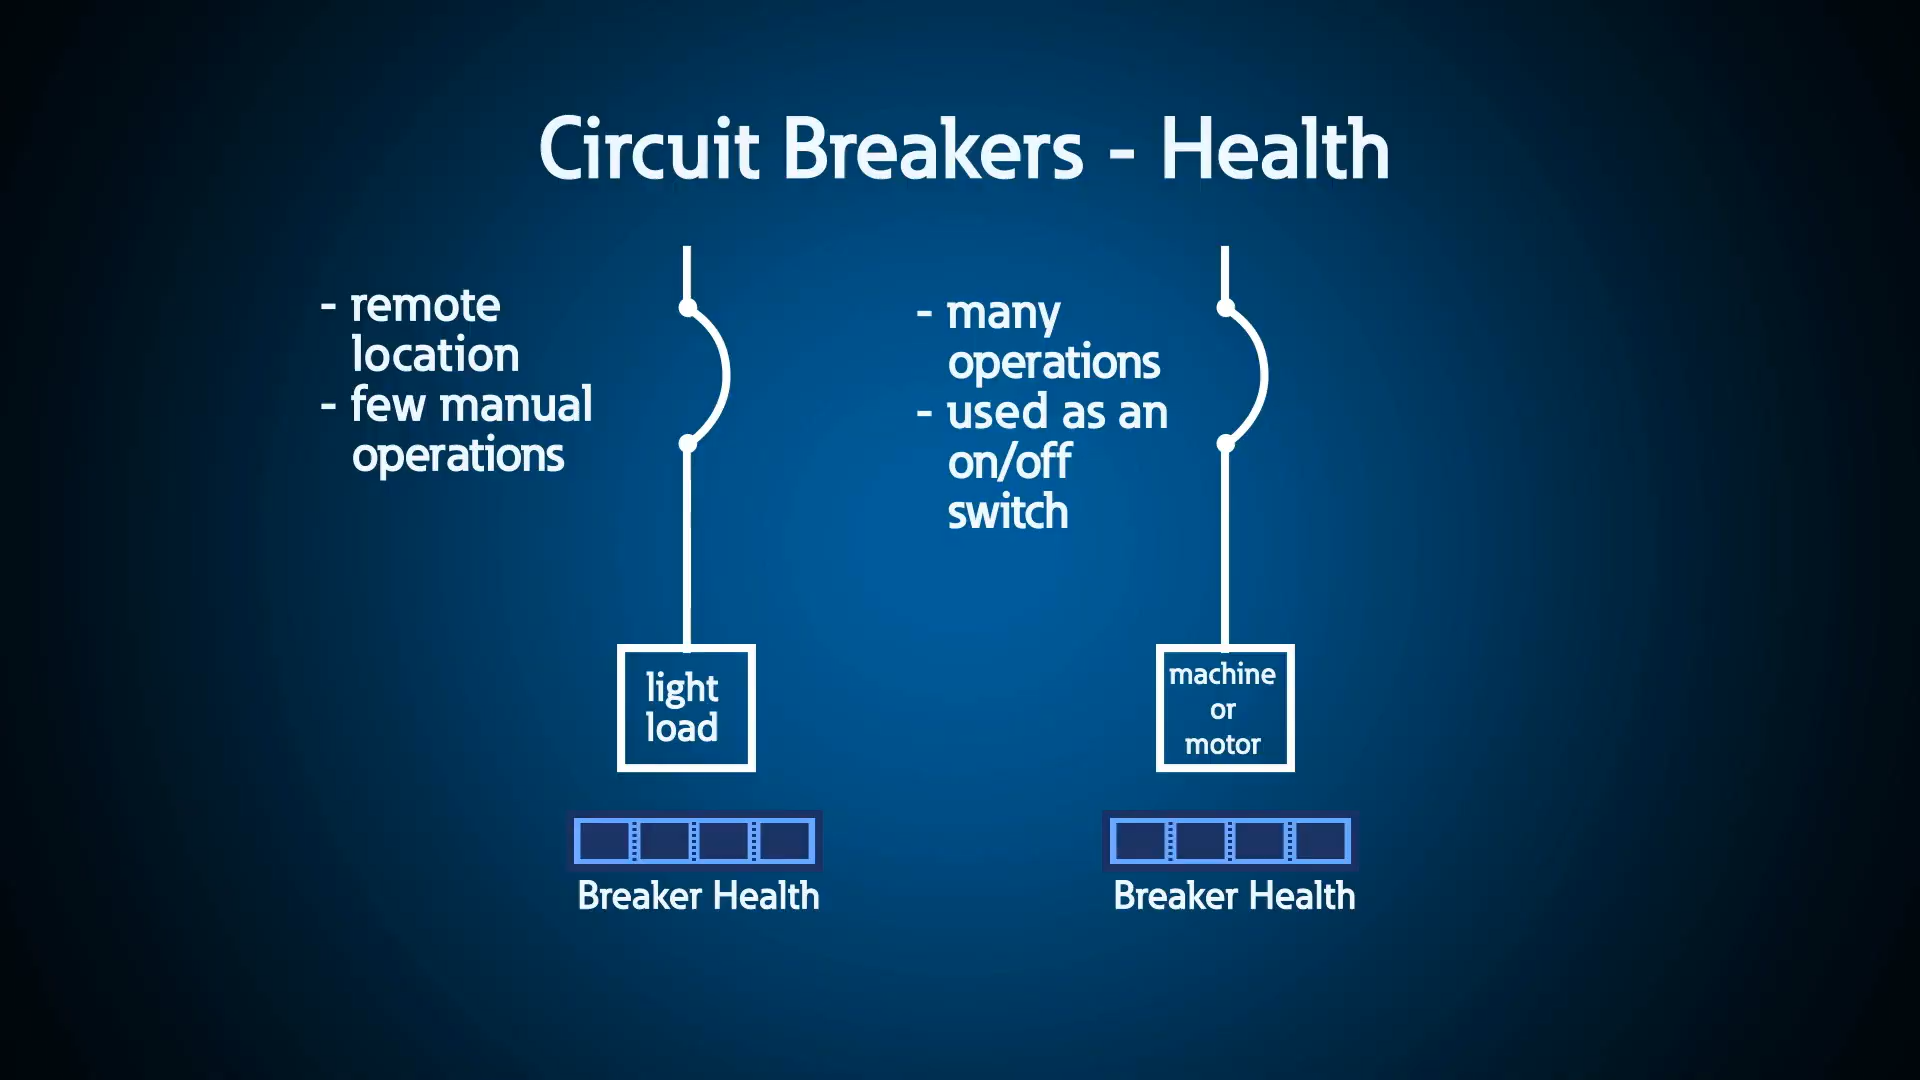 Circuit Breakers - Health
- remote
location
- few manual
operations
- many
operations
- used as an
on/off
switch
light
load
machine
or
motor
Breaker Health
Breaker Health